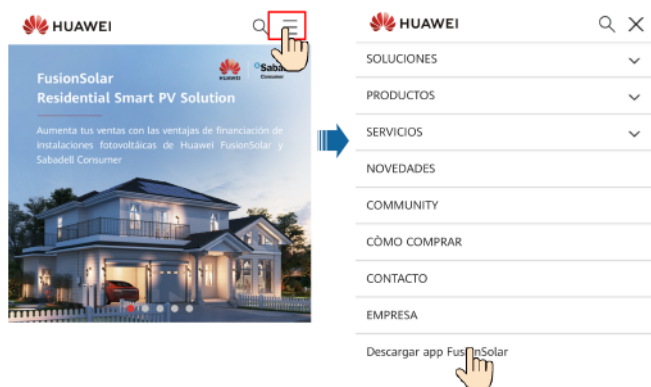 HUAWEI
FusionSolar
Residential Smart PV Solution
HUAWEI
Consumer
Aumenta tus ventas con las ventajas de financiación de
instalaciones fotovoltáicas de Huawei FusionSolar y
Sabadell Consumer
HUAWEI
SOLUCIONES
PRODUCTOS
SERVICIOS
NOVEDADES
COMMUNITY
CÒMO COMPRAR
CONTACTO
EMPRESA
Descargar app FusionSolar